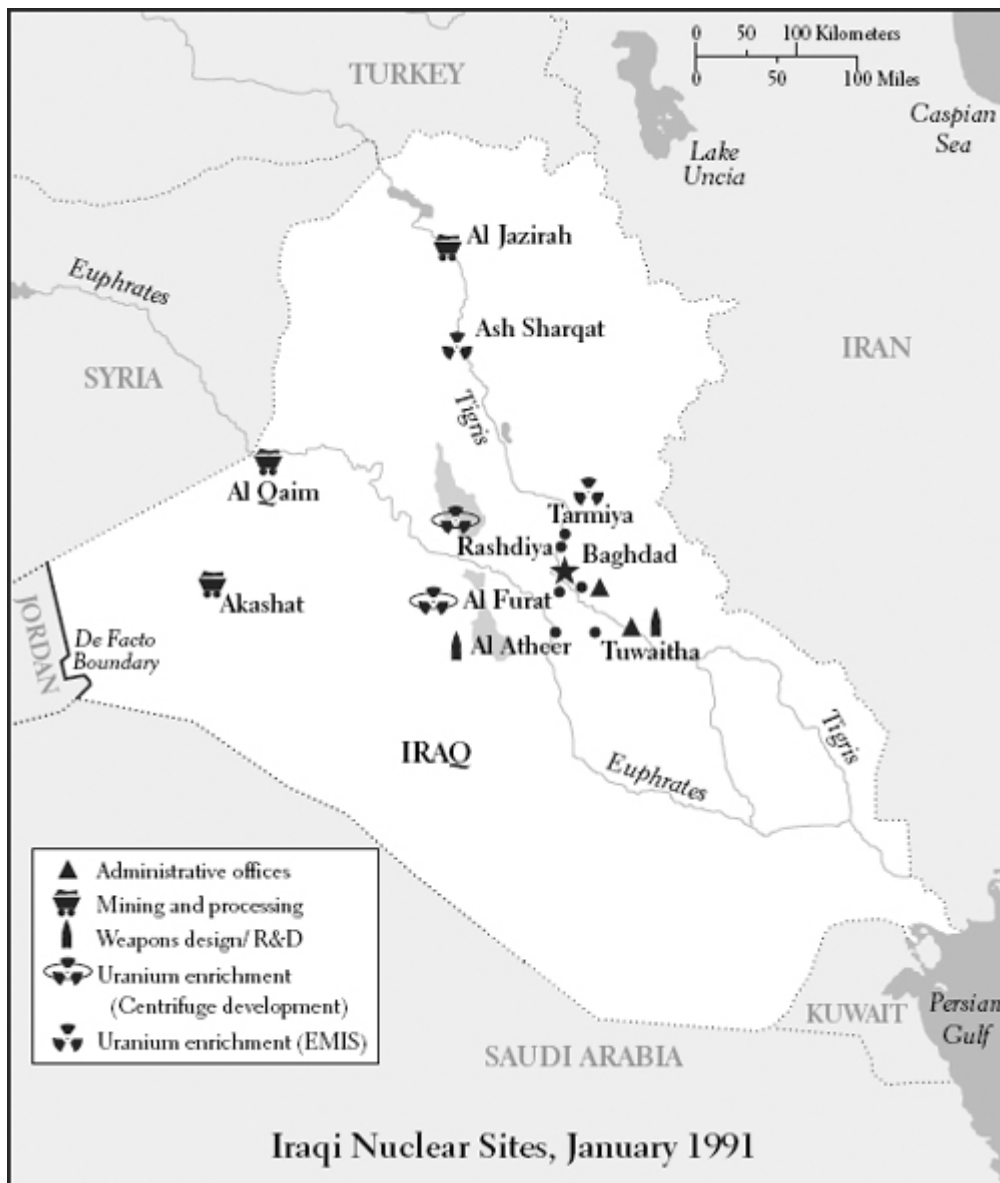 0 50 100 Kilometers
0 50 100 Miles
TURKEY
Caspian
Sea
Lake
Uncia
Al Jazirah
Euphrates
Ash Sharqat
IRAN
SYRIA
Tigris
Al Qaim
Tarmiya
Rashdiya
Baghdad
Akashat
Al Furat
JORDAN
De Facto
Boundary
Al Atheer
Tuwaitha
IRAQ
Tigris
Euphrates
Administrative offices
Mining and processing
Weapons design/ R&D
Uranium enrichment
(Centrifuge development)
Uranium enrichment (EMIS)
KUWAIT
Persian
Gulf
SAUDI ARABIA
Iraqi Nuclear Sites, January 1991